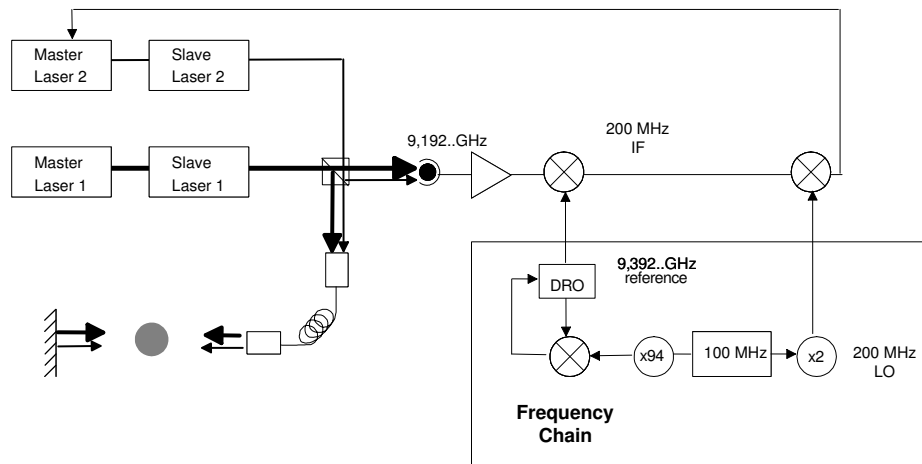 Master
Laser 2
Slave
Laser 2
Master
Laser 1
Slave
Laser 1
9,192..GHz
200 MHz
IF
DRO
9,392..GHz
reference
x94
100 MHz
x2
200 MHz
LO
Frequency
Chain